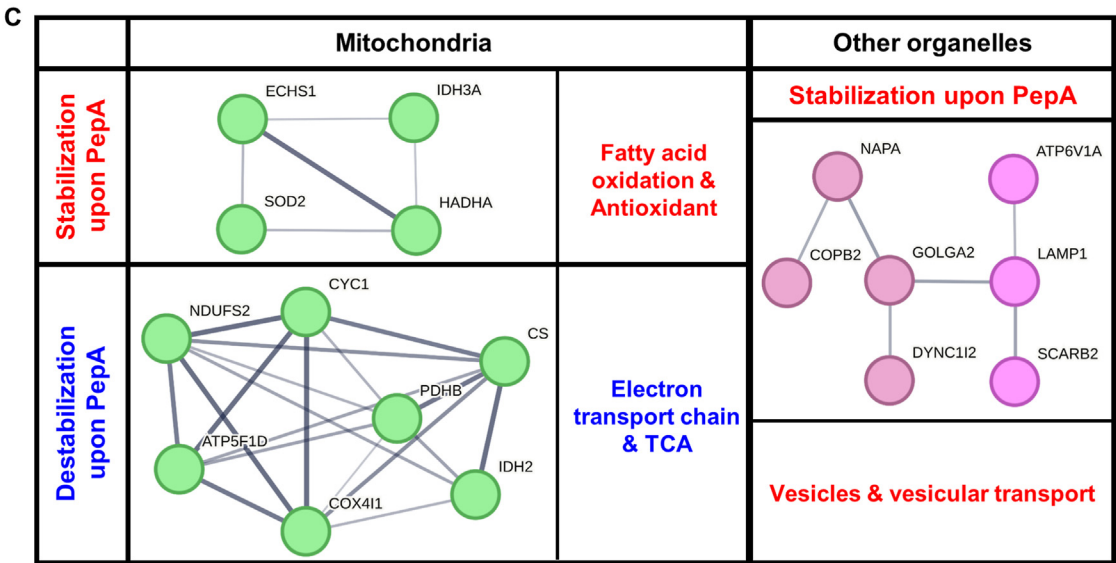 C
Mitochondria
Other organelles
Stabilization
upon PepA
ECHS1
IDH3A
SOD2
HADHA
Fatty acid
oxidation &
Antioxidant
Stabilization upon PepA
NAPA
ATP6V1A
COPB2
GOLGA2
LAMP1
DYNC1I2
SCARB2
Destabilization
upon PepA
CYC1
NDUFS2
CS
PDHB
ATP5F1D
IDH2
COX4I1
Electron
transport chain
& TCA
Vesicles & vesicular transport